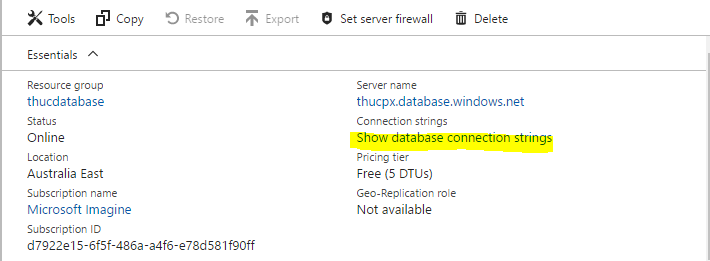 Tools Copy Restore Export Set server firewall Delete
Essentials
Resource group
thucdatabase
Status
Online
Location
Australia East
Subscription name
Microsoft Imagine
Subscription ID
d7922e15-6f5f-486a-a4f6-e78d581f90ff
Server name
thucpx.database.windows.net
Connection strings
Show database connection strings
Pricing tier
Free (5 DTUs)
Geo-Replication role
Not available